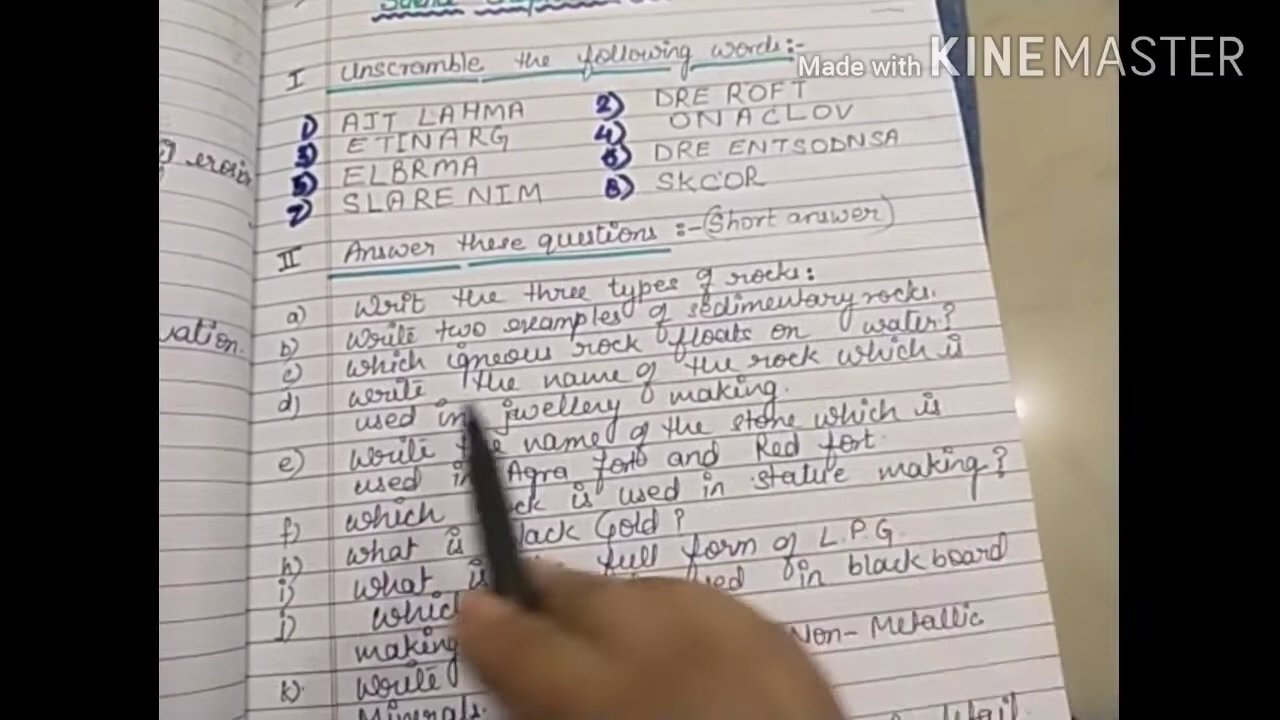 Made with KINEMASTER
I Unscramble the following words:-
1) AJT LAHMA 2) DRE ROFT
3) ETINARG 4) ONACLOV
5) ELBRMA 6) DRE ENTSODNSA
7) SLARENIM 8) SKCOR
II Answer these questions :- (Short answer)
a) Writ the three types of rocks:
b) Write two examples of sedimentary rocks.
c) which igneous rock floats on water?
d) write the name of the rock which is
used in jwellery making.
e) write the name of the stone which is
used in Agra fort and Red fort.
f) which is used in statue making?
h) what is Gold?
i) what is full form of L.P.G.
j) which in black board
making
k) write Non-Metallic
Minerals.
erosion